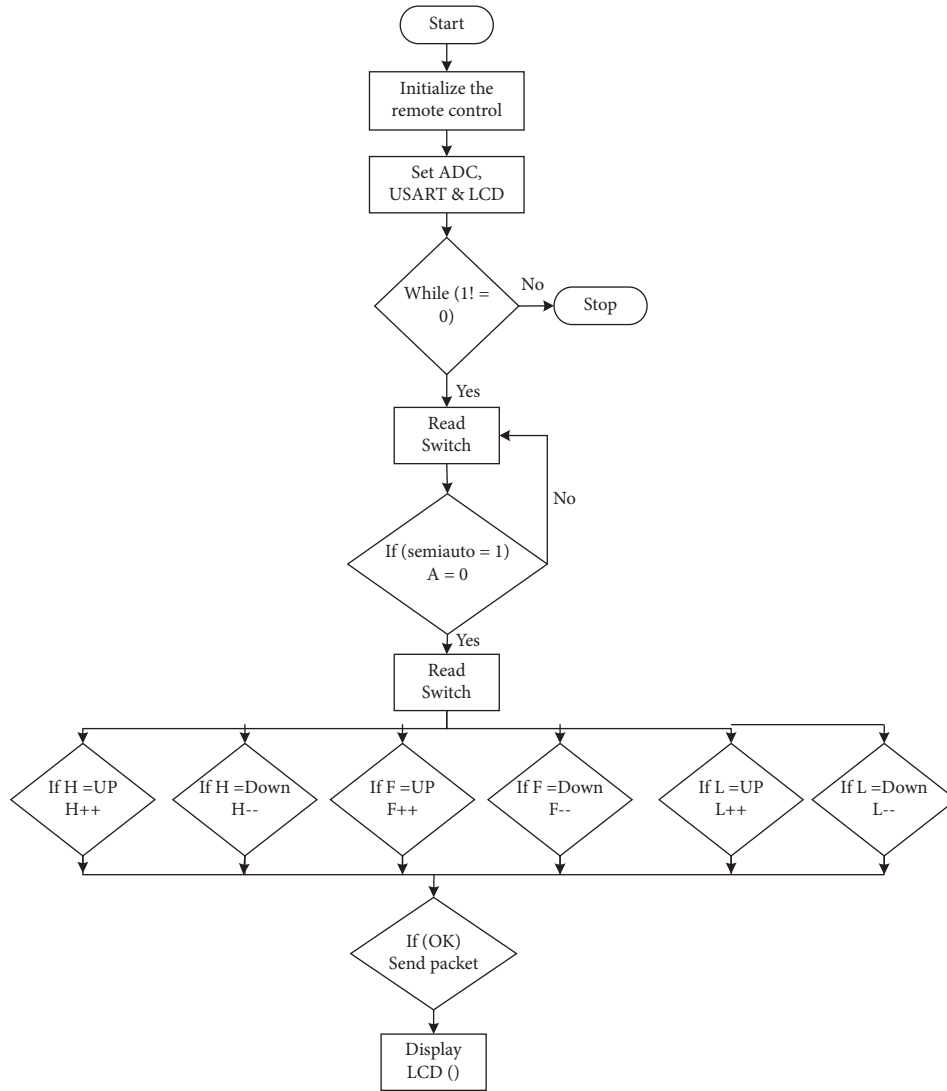 Start
Initialize the
remote control
Set ADC,
USART & LCD
While (1! =
0)
No
Stop
Yes
Read
Switch
No
If (semiauto = 1)
A = 0
Yes
Read
Switch
If H =UP
H++
If H =Down
H--
If F =UP
F++
If F =Down
F--
If L =UP
L++
If L =Down
L--
If (OK)
Send packet
Display
LCD ()